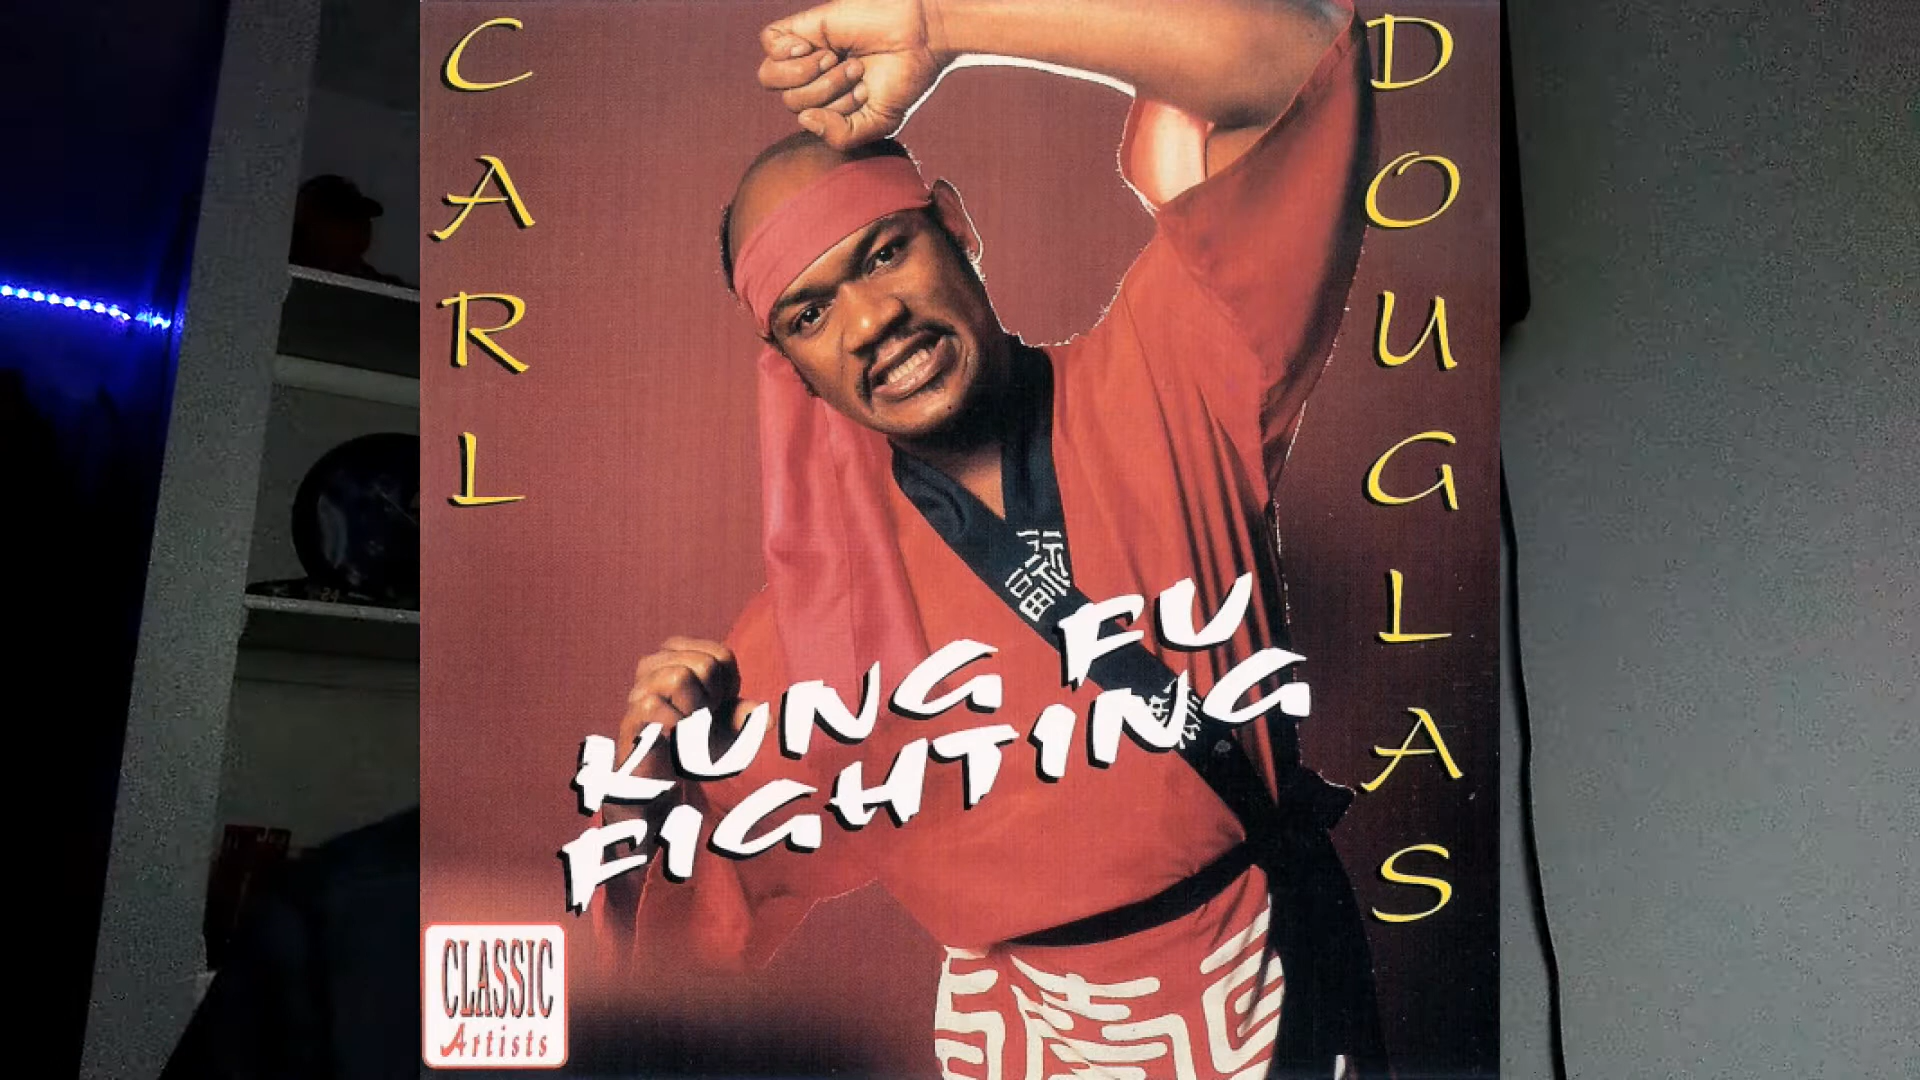 CARL
DOUGLAS
KUNG FU
FIGHTING
CLASSIC
Artists